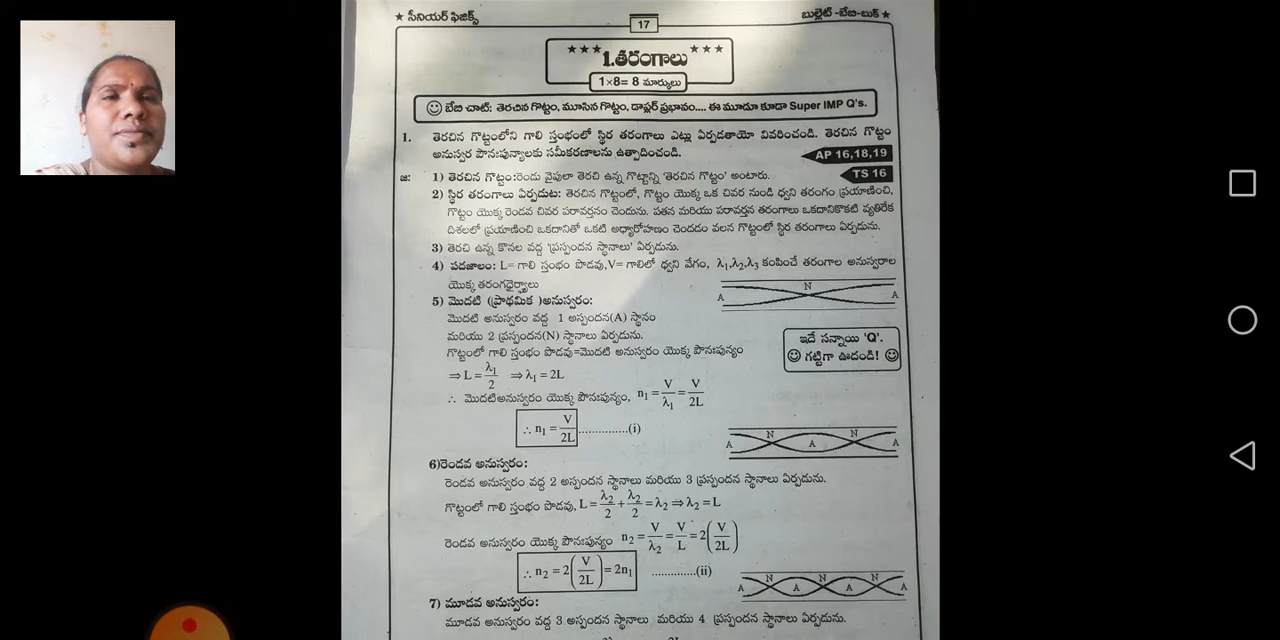 ★ సీనియర్ ఫిజిక్స్
17
బుల్లెట్ -బేబి-బుక్ ★
★★★ 1.తరంగాలు ★★★
1×8= 8 మార్కులు
బేబి చాట్: తెరచిన గొట్టం, మూసిన గొట్టం, డాప్లర్ ప్రభావం.... ఈ మూడూ కూడా Super IMP Q's.
1. తెరచిన గొట్టంలోని గాలి స్తంభంలో స్థిర తరంగాలు ఎట్లు ఏర్పడతాయో వివరించండి. తెరచిన గొట్టం
అనుస్వర పౌనఃపున్యాలకు సమీకరణాలను ఉత్పాదించండి.
AP 16,18,19
జ: 1) తెరచిన గొట్టం:రెండు వైపులా తెరచి ఉన్న గొట్టాన్ని 'తెరచిన గొట్టం' అంటారు.
TS 16
2) స్థిర తరంగాలు ఏర్పడుట: తెరచిన గొట్టంలో, గొట్టం యొక్క ఒక చివర నుండి ధ్వని తరంగం ప్రయాణించి,
గొట్టం యొక్క రెండవ చివర పరావర్తనం చెందును. పతన మరియు పరావర్తన తరంగాలు ఒకదానికొకటి వ్యతిరేక
దిశలలో ప్రయాణించి ఒకదానితో ఒకటి అధ్యారోహణం చెందడం వలన గొట్టంలో స్థిర తరంగాలు ఏర్పడును.
3) తెరచి ఉన్న కొనల వద్ద 'ప్రస్పందన స్థానాలు' ఏర్పడును.
4) పదజాలం: L= గాలి స్తంభం పొడవు,V= గాలిలో ధ్వని వేగం, λ₁,λ₂,λ₃ కంపించే తరంగాల అనుస్వరాల
యొక్క తరంగదైర్ఘ్యాలు
A N A
5) మొదటి (ప్రాథమిక )అనుస్వరం:
మొదటి అనుస్వరం వద్ద 1 అస్పందన(A) స్థానం
మరియు 2 ప్రస్పందన(N) స్థానాలు ఏర్పడును.
ఇదే సన్నాయి 'Q'.
గట్టిగా ఊదండి!
గొట్టంలో గాలి స్తంభం పొడవు=మొదటి అనుస్వరం యొక్క పౌనఃపున్యం
⇒ L = λ₁/2 ⇒ λ₁ = 2L
∴ మొదటిఅనుస్వరం యొక్క పౌనఃపున్యం, n₁ = V/λ₁ = V/2L
∴ n₁ = V/2L ...............(i)
A N A N A
6)రెండవ అనుస్వరం:
రెండవ అనుస్వరం వద్ద 2 అస్పందన స్థానాలు మరియు 3 ప్రస్పందన స్థానాలు ఏర్పడును.
గొట్టంలో గాలి స్తంభం పొడవు, L = λ₂/2 + λ₂/2 = λ₂ ⇒ λ₂ = L
రెండవ అనుస్వరం యొక్క పౌనఃపున్యం n₂ = V/λ₂ = V/L = 2(V/2L)
∴ n₂ = 2(V/2L) = 2n₁ .............(ii)
A N A N A N A
7) మూడవ అనుస్వరం:
మూడవ అనుస్వరం వద్ద 3 అస్పందన స్థానాలు మరియు 4 ప్రస్పందన స్థానాలు ఏర్పడును.